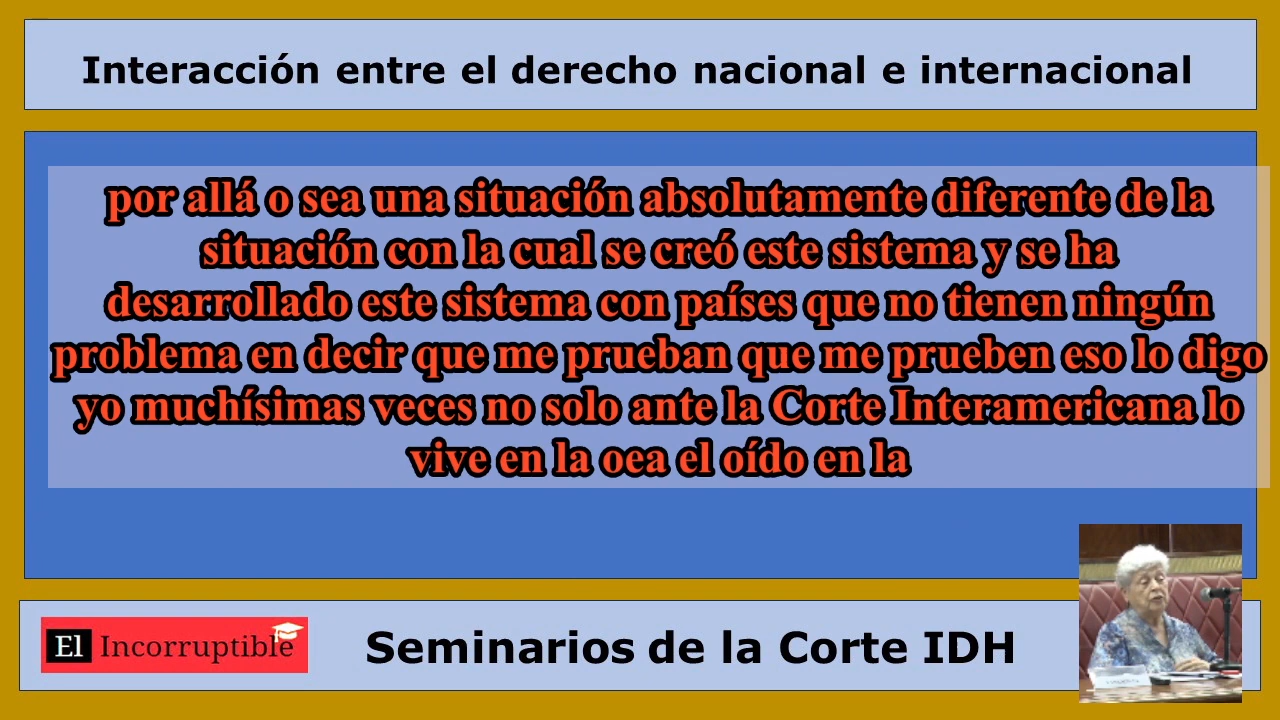 Interacción entre el derecho nacional e internacional
por allá o sea una situación absolutamente diferente de la
situación con la cual se creó este sistema y se ha
desarrollado este sistema con países que no tienen ningún
problema en decir que me prueban que me prueben eso lo digo
yo muchísimas veces no solo ante la Corte Interamericana lo
vive en la oea el oído en la
El Incorruptible
Seminarios de la Corte IDH